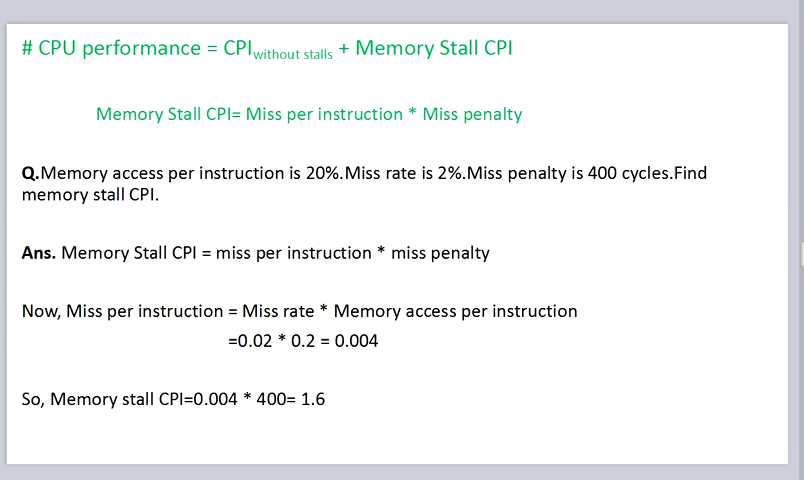 # CPU performance = CPIwithout stalls + Memory Stall CPI
Memory Stall CPI= Miss per instruction * Miss penalty
Q.Memory access per instruction is 20%.Miss rate is 2%.Miss penalty is 400 cycles.Find
memory stall CPI.
Ans. Memory Stall CPI = miss per instruction * miss penalty
Now, Miss per instruction = Miss rate * Memory access per instruction
=0.02 * 0.2 = 0.004
So, Memory stall CPI=0.004 * 400= 1.6